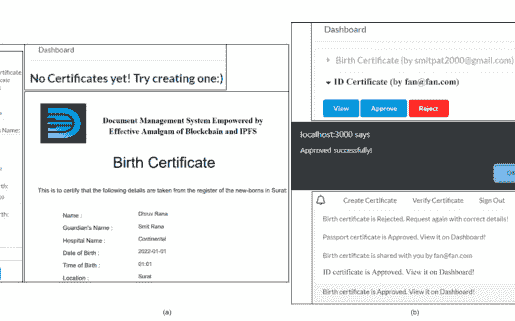 Dashboard
No Certificates yet! Try creating one:)
Document Management System Empowered by
Effective Amalgam of Blockchain and IPFS
Birth Certificate
This is to certify that the following details are taken from the register of the new-borns in Surat
Name : Dhruv Rana
Guardian's Name : Smit Rana
Hospital Name : Continental
Date of Birth : 2022-01-01
Time of Birth : 01:01
Location : Surat
(a)
Dashboard
Birth Certificate (by smitpat2000@gmail.com)
ID Certificate (by fan@fan.com)
View Approve Reject
localhost:3000 says
Approved successfully!
Create Certificate Verify Certificate Sign Out
Birth certificate is Rejected. Request again with correct details!
Passport certificate is Approved. View it on Dashboard!
Birth certificate is shared with you by fan@fan.com
ID certificate is Approved. View it on Dashboard!
Birth certificate is Approved. View it on Dashboard!
(b)